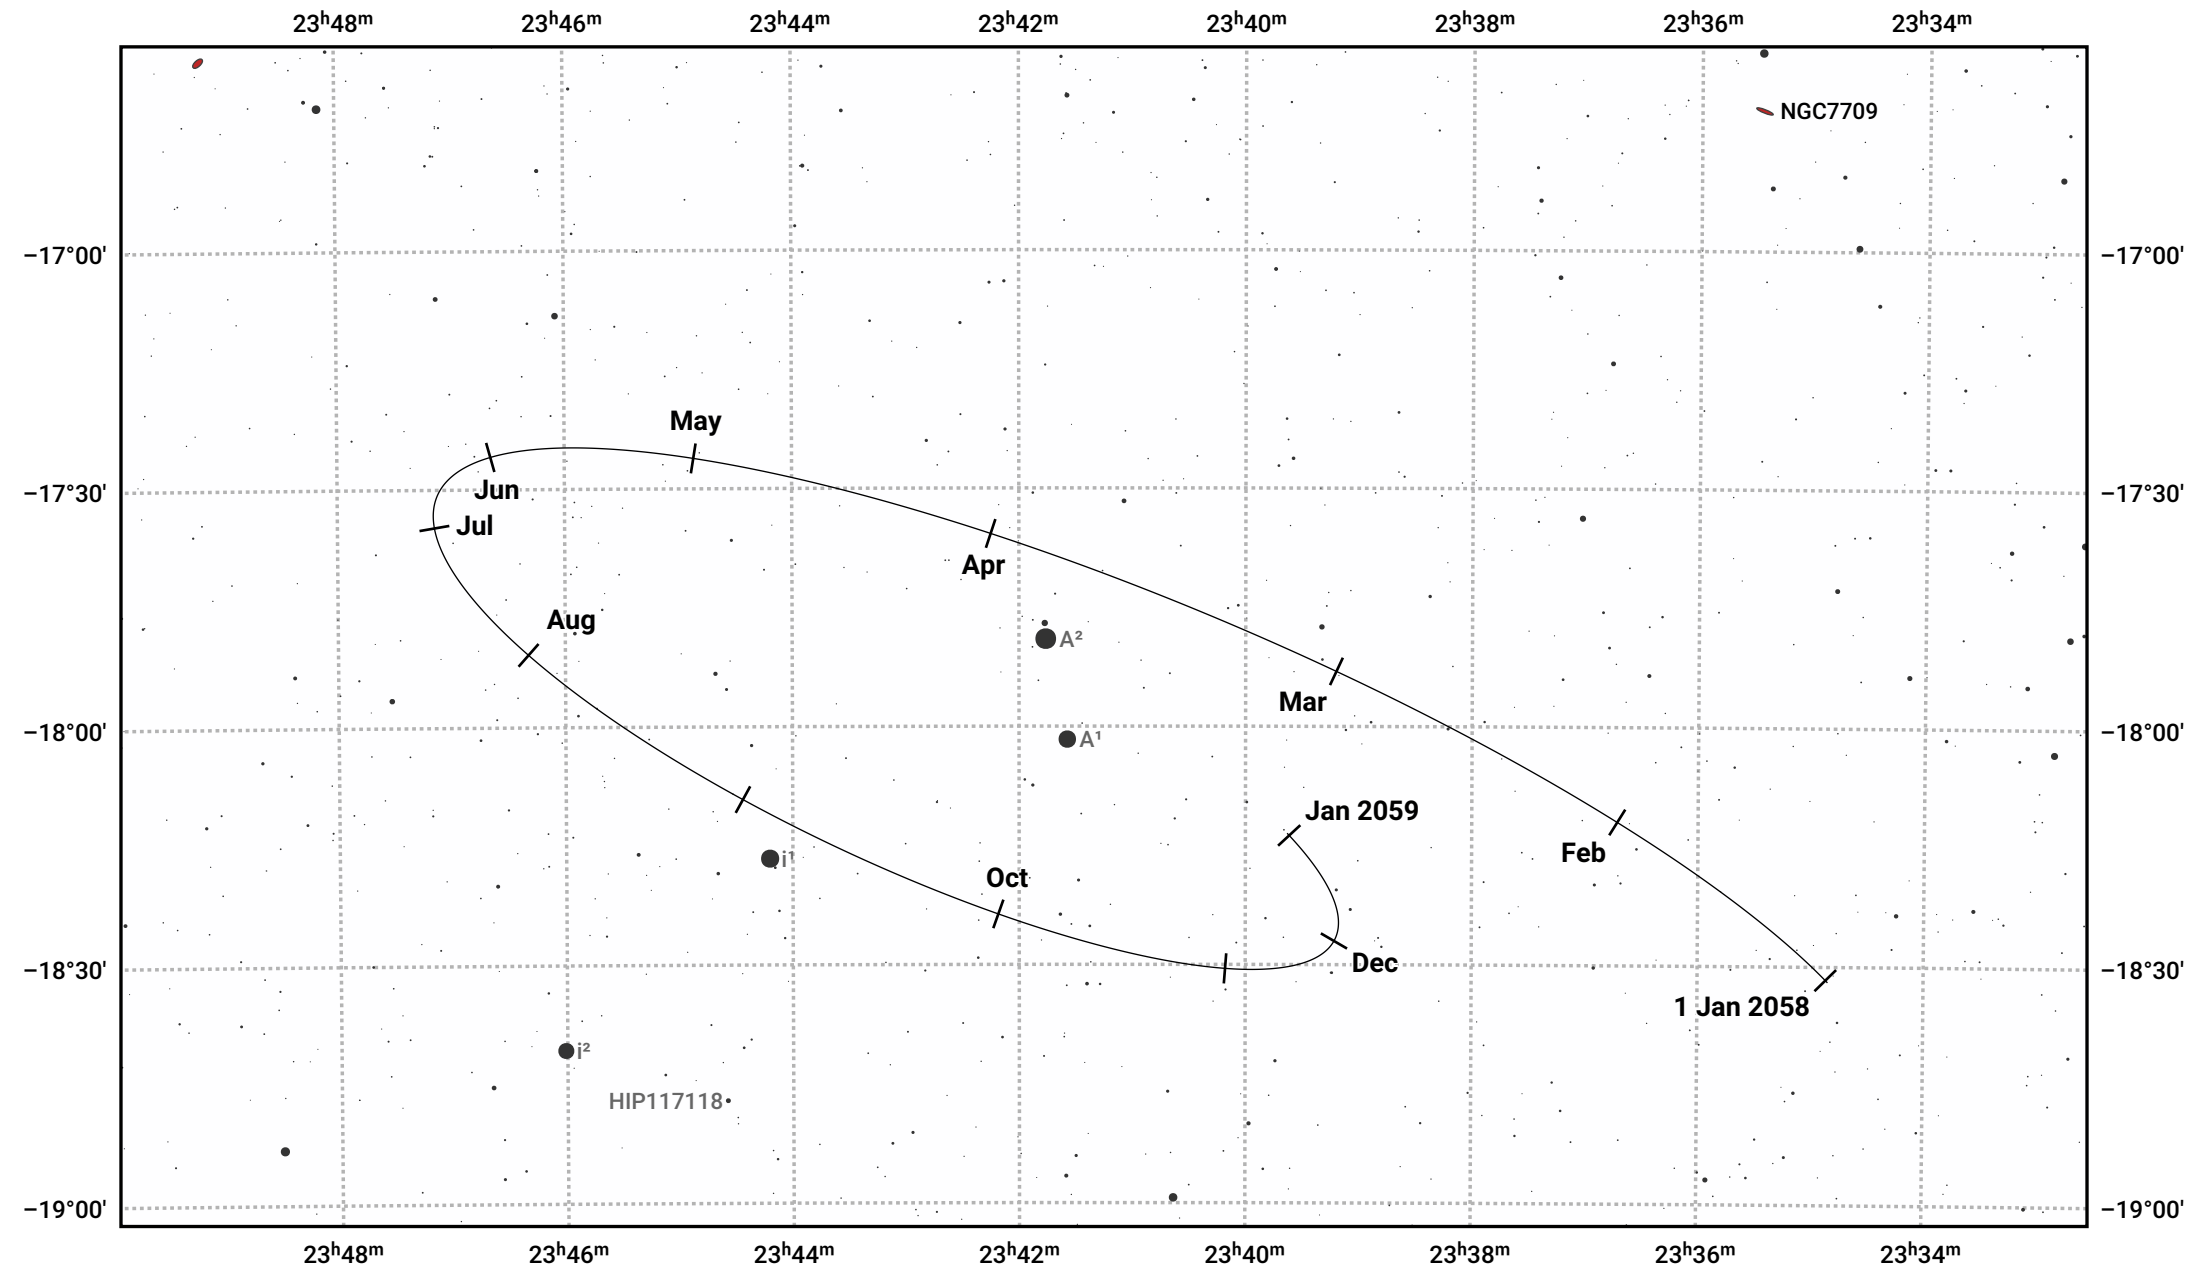 23ʰ48ᵐ 23ʰ46ᵐ 23ʰ44ᵐ 23ʰ42ᵐ 23ʰ40ᵐ 23ʰ38ᵐ 23ʰ36ᵐ 23ʰ34ᵐ
NGC7709
−17°00' −17°00'
May
Jun
−17°30' −17°30'
Jul
Apr
Aug
A²
Mar
−18°00' −18°00'
A¹
Jan 2059
Feb
i¹
Oct
Dec
−18°30' −18°30'
1 Jan 2058
i²
HIP117118
−19°00' −19°00'
23ʰ48ᵐ 23ʰ46ᵐ 23ʰ44ᵐ 23ʰ42ᵐ 23ʰ40ᵐ 23ʰ38ᵐ 23ʰ36ᵐ 23ʰ34ᵐ